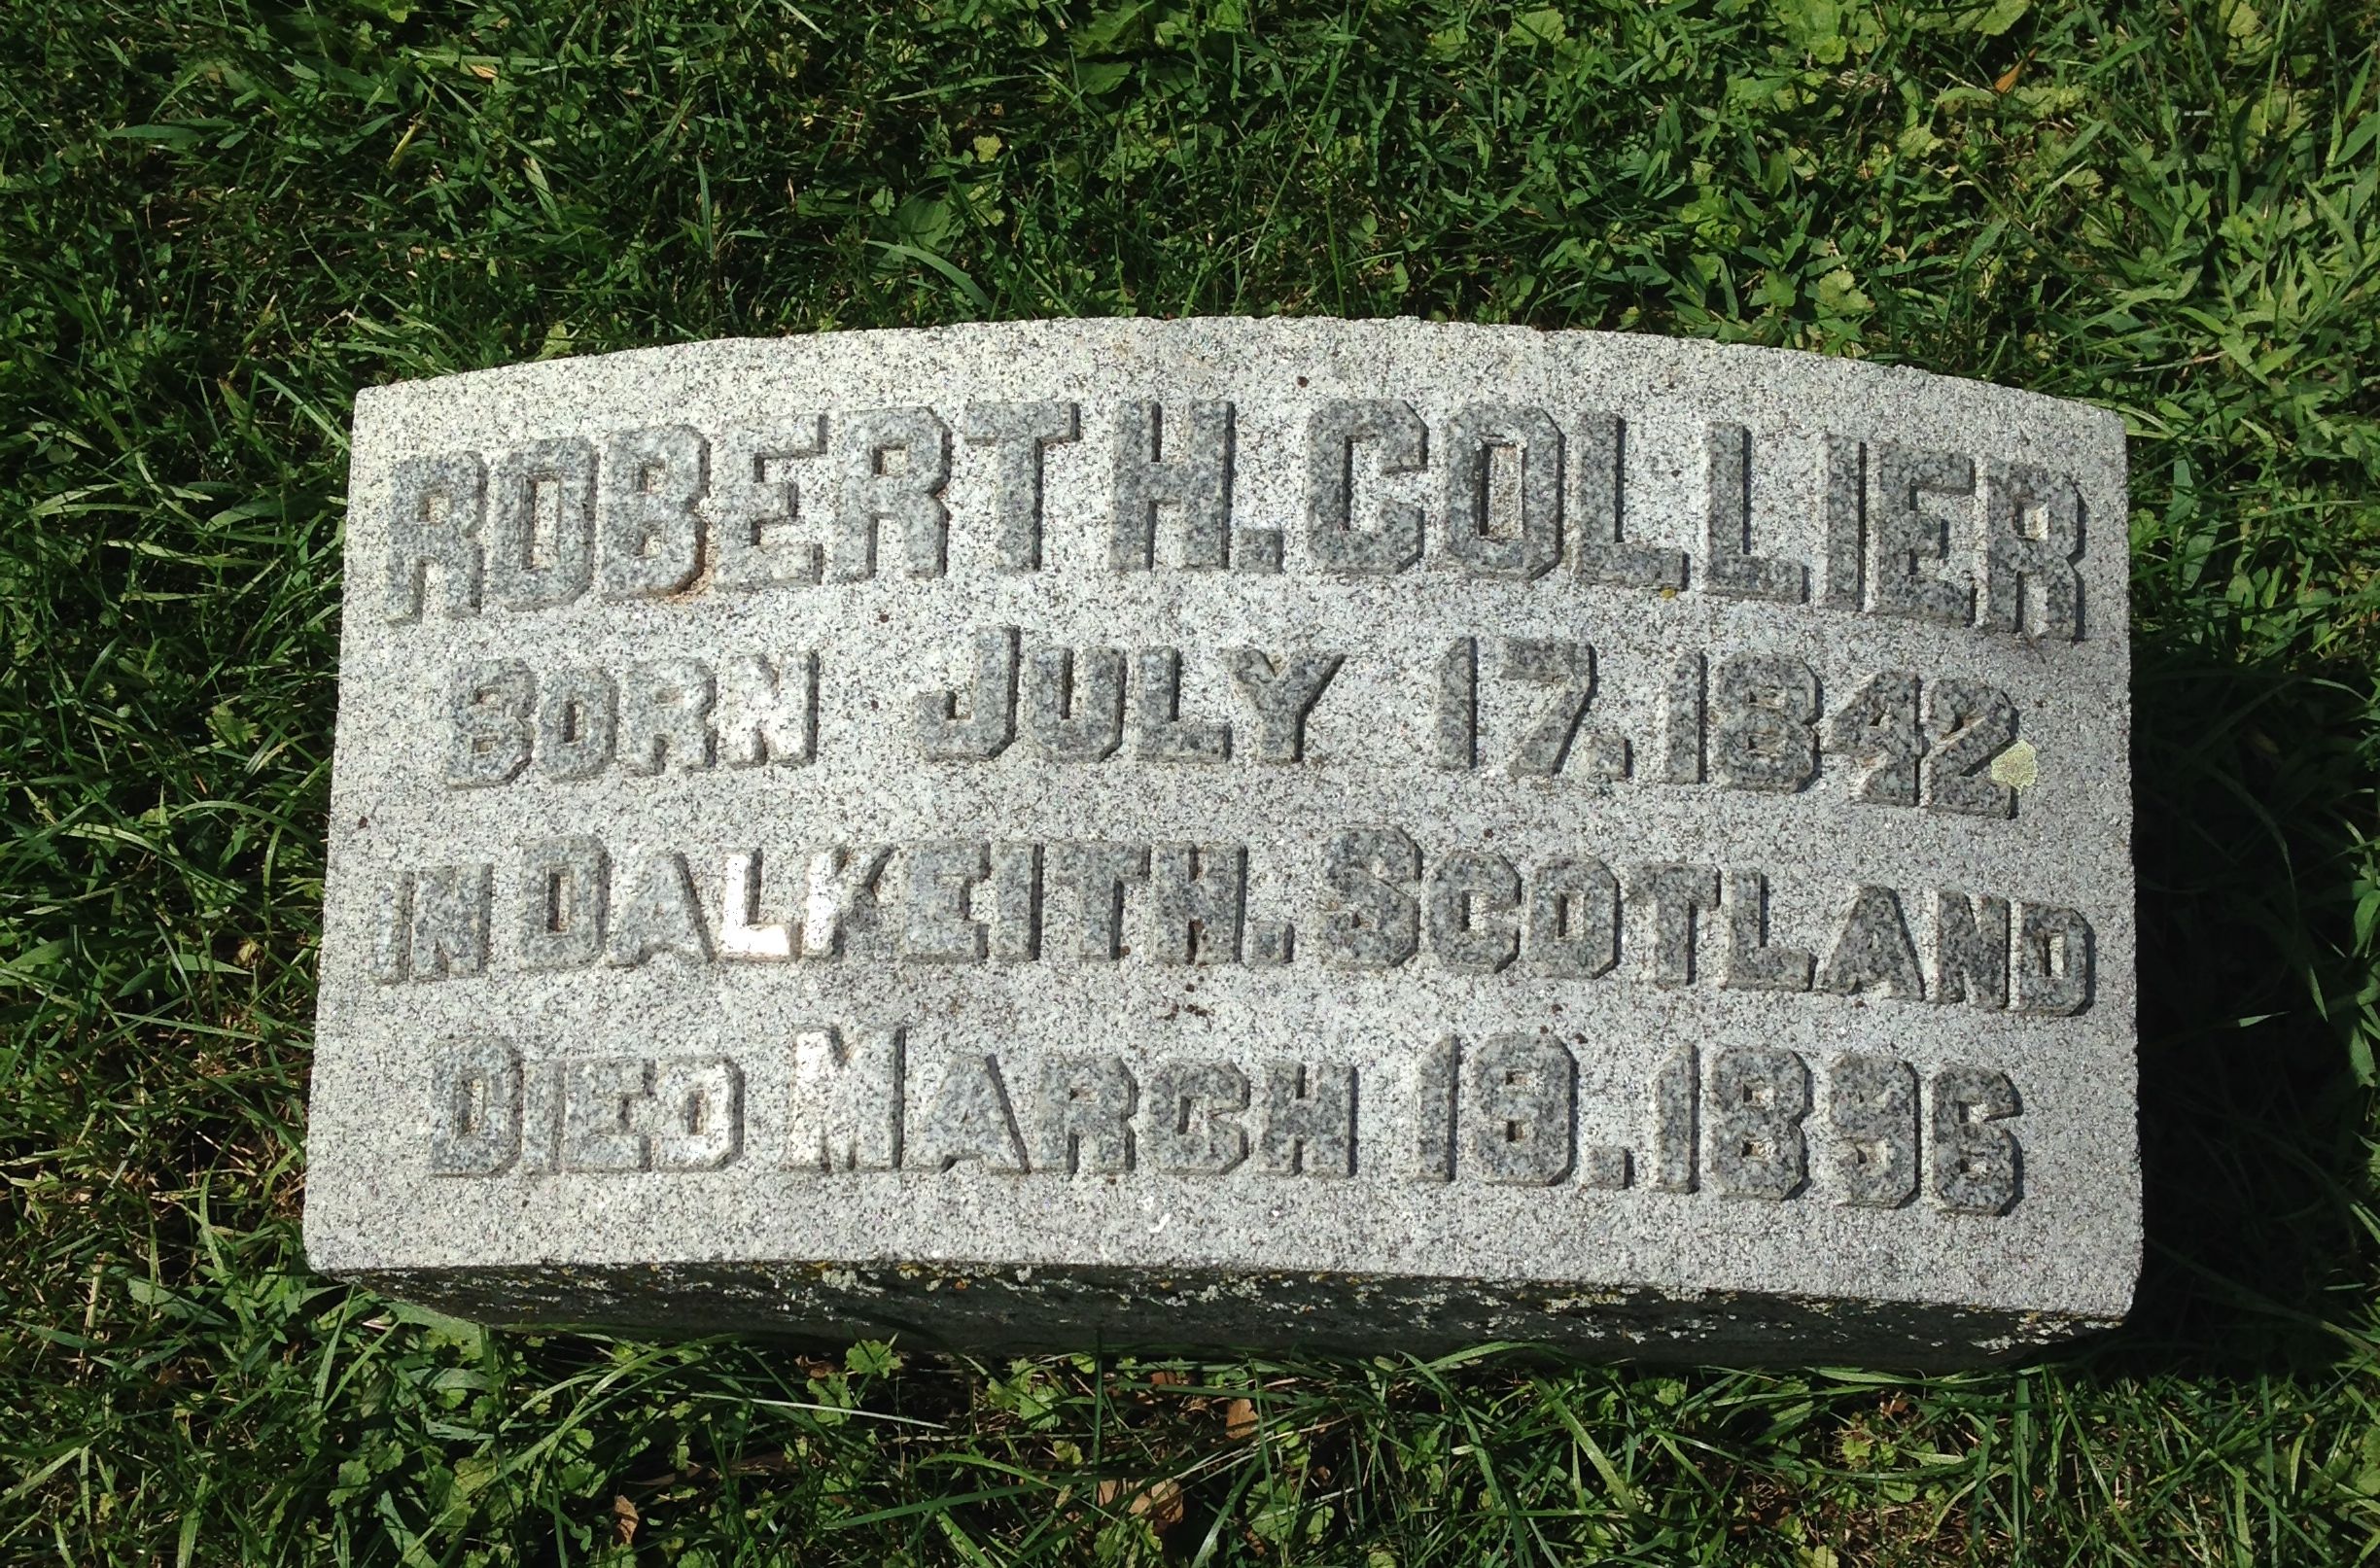 ROBERT H. COLLIER
BORN JULY 17, 1842
IN DALKEITH, SCOTLAND
DIED MARCH 19, 1896